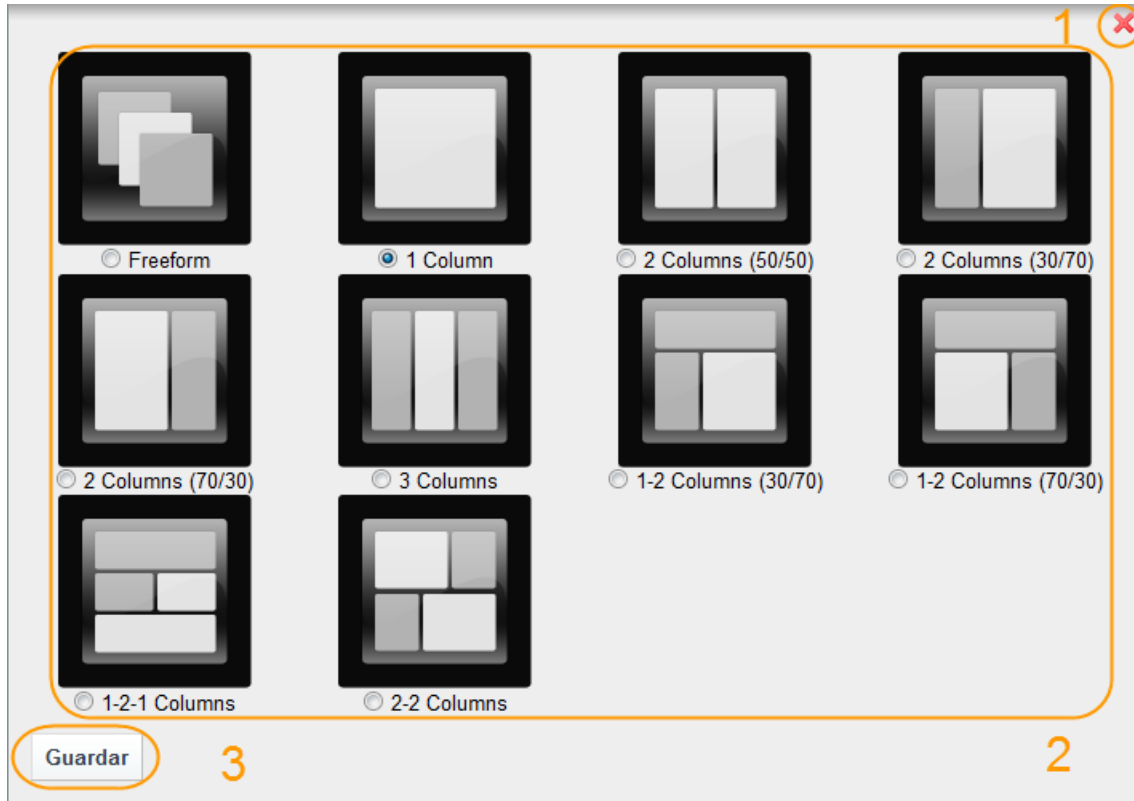 1
Freeform
1 Column
2 Columns (50/50)
2 Columns (30/70)
2 Columns (70/30)
3 Columns
1-2 Columns (30/70)
1-2 Columns (70/30)
1-2-1 Columns
2-2 Columns
Guardar
3
2